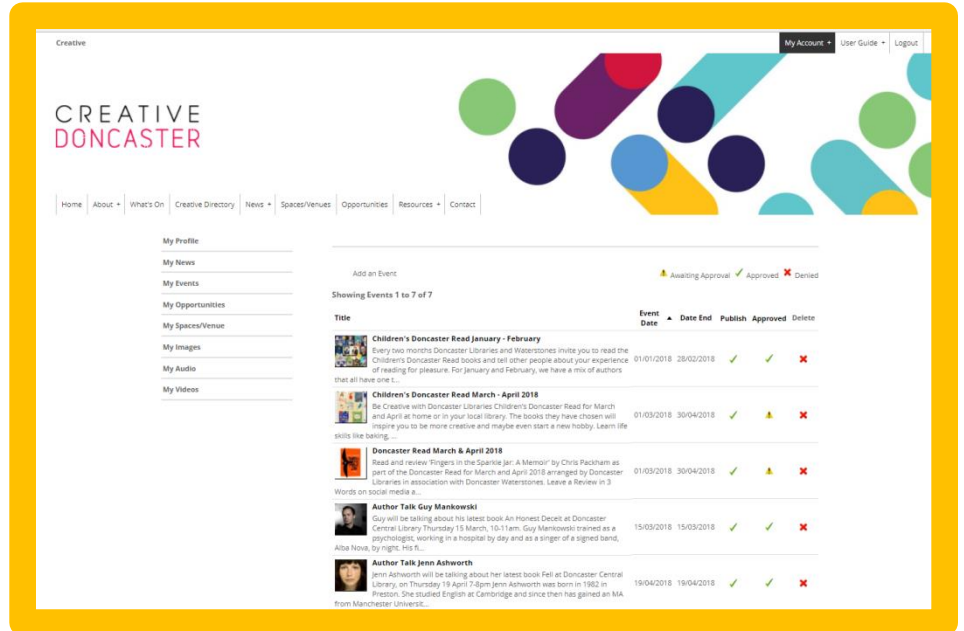 Creative
My Account + User Guide + Logout
CREATIVE
DONCASTER
Home About + What's On Creative Directory News + Spaces/Venues Opportunities Resources + Contact
My Profile
My News
My Events
My Opportunities
My Spaces/Venue
My Images
My Audio
My Videos
Add an Event
Awaiting Approval Approved Denied
Showing Events 1 to 7 of 7
Title Event Date Date End Publish Approved Delete
Children's Doncaster Read January - February
Every two months Doncaster Libraries and Waterstones invite you to read the
Children's Doncaster Read books and tell other people about your experience
of reading for pleasure. For January and February, we have a mix of authors
that all have one t...
01/01/2018 28/02/2018
Children's Doncaster Read March - April 2018
Be Creative with Doncaster Libraries Children's Doncaster Read for March
and April at home or in your local library. The books they have chosen will
inspire you to be more creative and maybe even start a new hobby. Learn life
skills like baking, ...
01/03/2018 30/04/2018
Doncaster Read March & April 2018
Read and review 'Fingers in the Sparkle Jar: A Memoir' by Chris Packham as
part of the Doncaster Read for March and April 2018 arranged by Doncaster
Libraries in association with Doncaster Waterstones. Leave a Review in 3
Words on social media a...
01/03/2018 30/04/2018
Author Talk Guy Mankowski
Guy will be talking about his latest book An Honest Deceit at Doncaster
Central Library Thursday 15 March, 10-11am. Guy Mankowski trained as a
psychologist, working in a hospital by day and as a singer of a signed band,
Alba Nova, by night. His fi...
15/03/2018 15/03/2018
Author Talk Jenn Ashworth
Jenn Ashworth will be talking about her latest book Fell at Doncaster Central
Library, on Thursday 19 April 7-8pm Jenn Ashworth was born in 1982 in
Preston. She studied English at Cambridge and since then has gained an MA
from Manchester Universit...
19/04/2018 19/04/2018